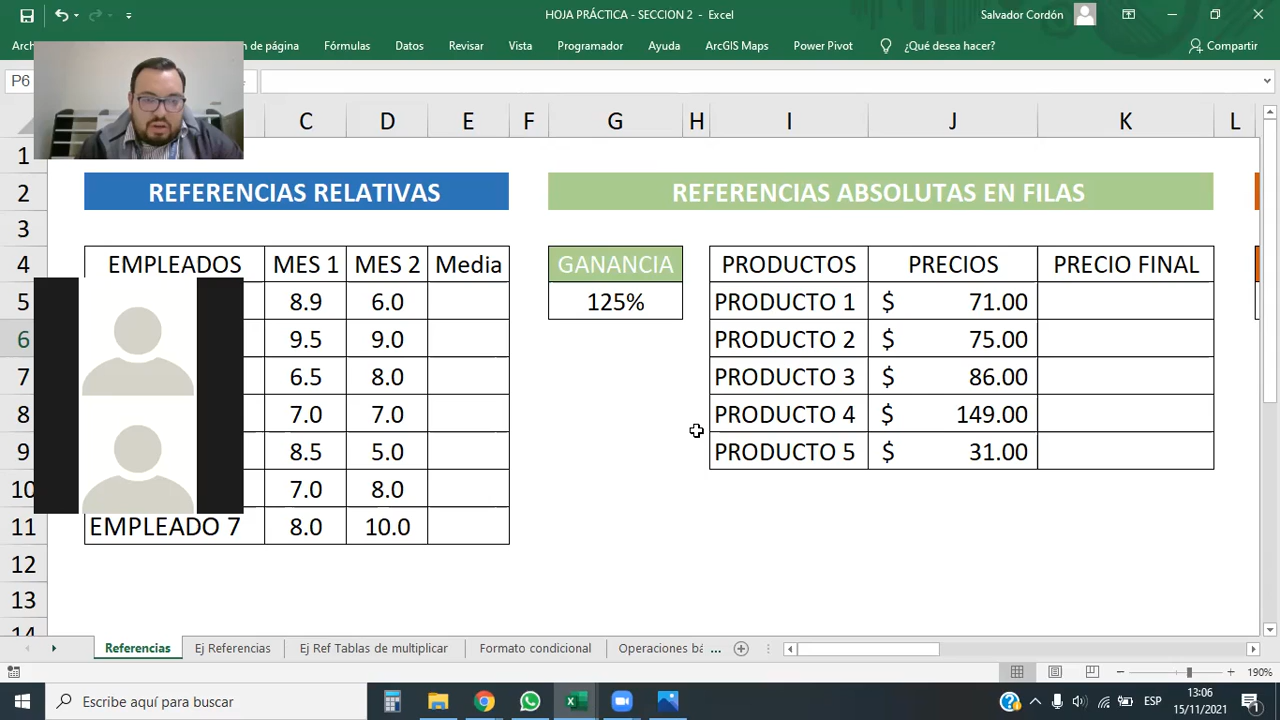 HOJA PRÁCTICA - SECCION 2 - Excel
Salvador Cordón
Arch
n de página
Fórmulas
Datos
Revisar
Vista
Programador
Ayuda
ArcGIS Maps
Power Pivot
¿Qué desea hacer?
Compartir
P6
C D E F G H I J K L
1
2 REFERENCIAS RELATIVAS REFERENCIAS ABSOLUTAS EN FILAS
3
4 EMPLEADOS MES 1 MES 2 Media GANANCIA PRODUCTOS PRECIOS PRECIO FINAL
5 8.9 6.0 125% PRODUCTO 1 $ 71.00
6 9.5 9.0 PRODUCTO 2 $ 75.00
7 6.5 8.0 PRODUCTO 3 $ 86.00
8 7.0 7.0 PRODUCTO 4 $ 149.00
9 8.5 5.0 PRODUCTO 5 $ 31.00
10 7.0 8.0
11 EMPLEADO 7 8.0 10.0
12
13
14
Referencias
Ej Referencias
Ej Ref Tablas de multiplicar
Formato condicional
Operaciones bá ...
190%
Escribe aquí para buscar
ESP
13:06
15/11/2021